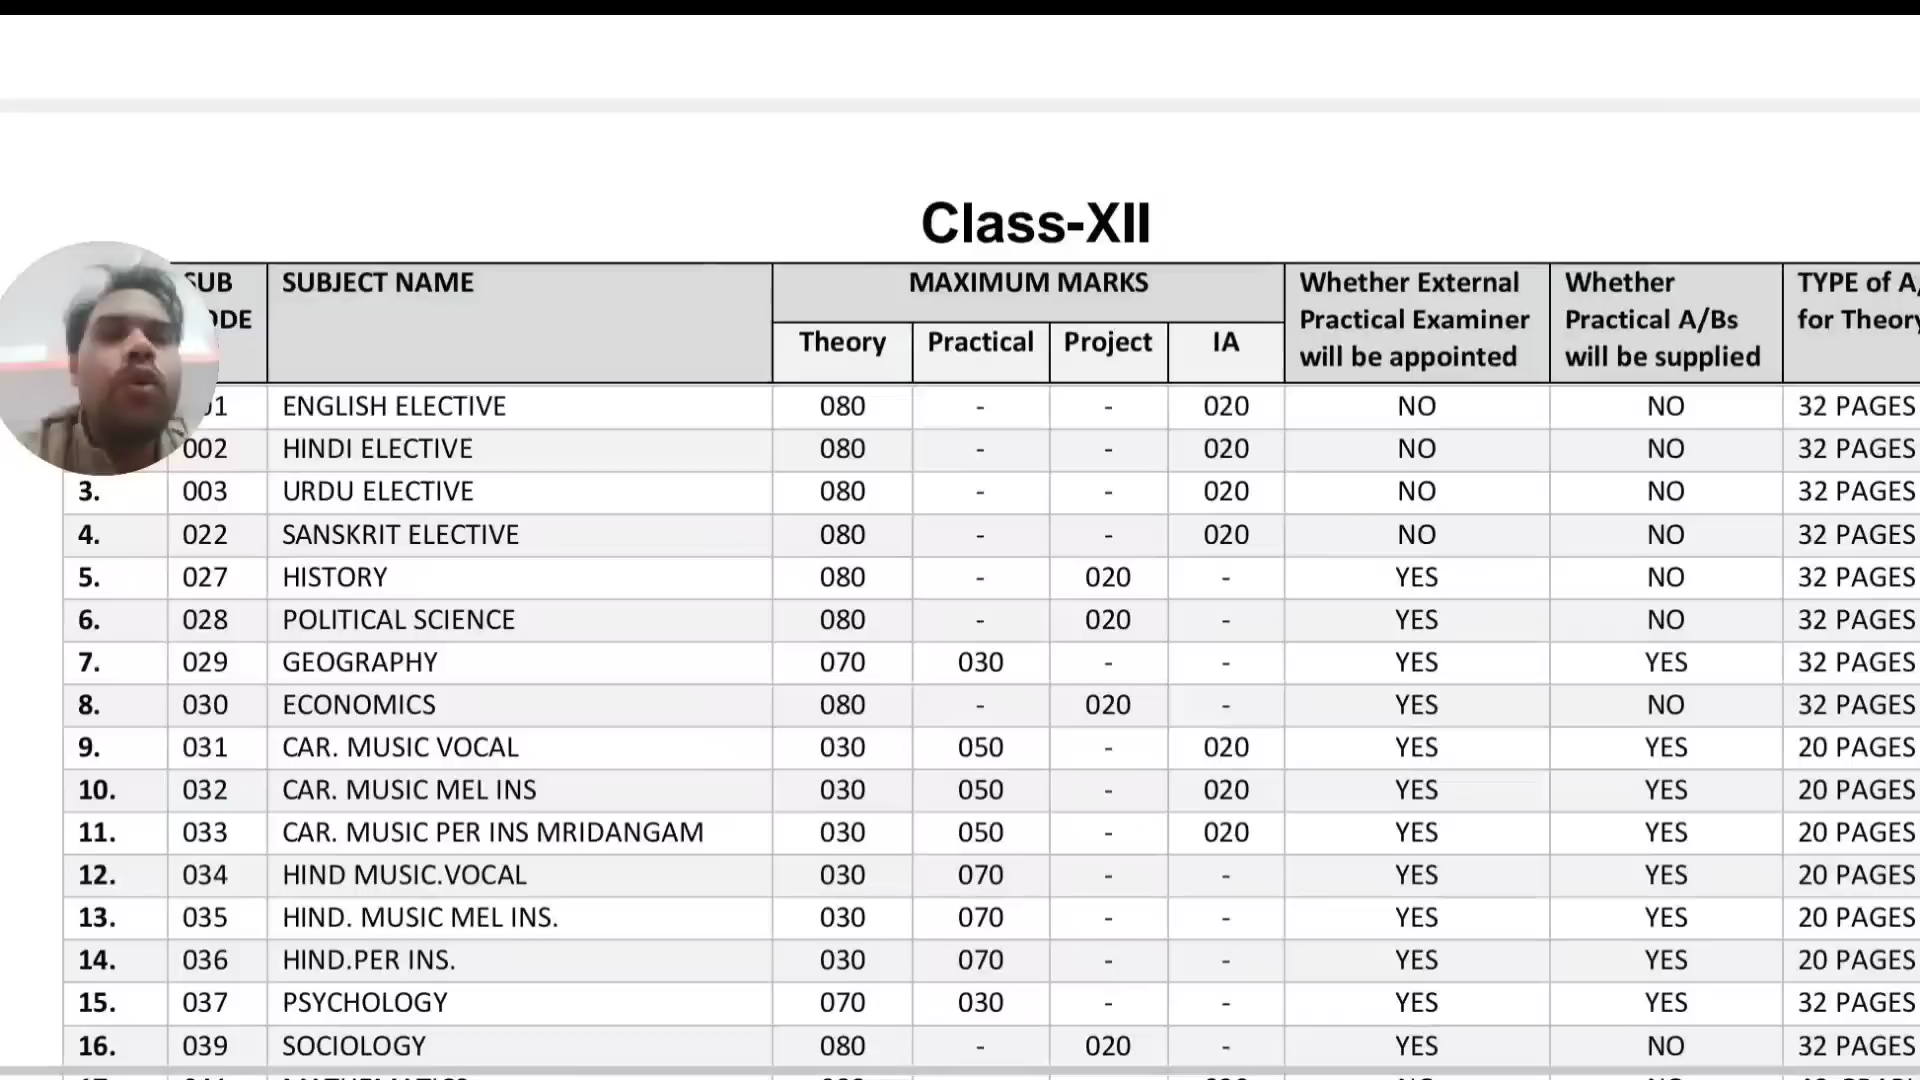 Class-XII
SUB SUBJECT NAME MAXIMUM MARKS Whether External Whether TYPE of A/
Practical Examiner Practical A/Bs for Theory
Theory Practical Project IA will be appointed will be supplied
ENGLISH ELECTIVE 080 - - 020 NO NO 32 PAGES
002 HINDI ELECTIVE 080 - - 020 NO NO 32 PAGES
3. 003 URDU ELECTIVE 080 - - 020 NO NO 32 PAGES
4. 022 SANSKRIT ELECTIVE 080 - - 020 NO NO 32 PAGES
5. 027 HISTORY 080 - 020 - YES NO 32 PAGES
6. 028 POLITICAL SCIENCE 080 - 020 - YES NO 32 PAGES
7. 029 GEOGRAPHY 070 030 - - YES YES 32 PAGES
8. 030 ECONOMICS 080 - 020 - YES NO 32 PAGES
9. 031 CAR. MUSIC VOCAL 030 050 - 020 YES YES 20 PAGES
10. 032 CAR. MUSIC MEL INS 030 050 - 020 YES YES 20 PAGES
11. 033 CAR. MUSIC PER INS MRIDANGAM 030 050 - 020 YES YES 20 PAGES
12. 034 HIND MUSIC.VOCAL 030 070 - - YES YES 20 PAGES
13. 035 HIND. MUSIC MEL INS. 030 070 - - YES YES 20 PAGES
14. 036 HIND.PER INS. 030 070 - - YES YES 20 PAGES
15. 037 PSYCHOLOGY 070 030 - - YES YES 32 PAGES
16. 039 SOCIOLOGY 080 - 020 - YES NO 32 PAGES